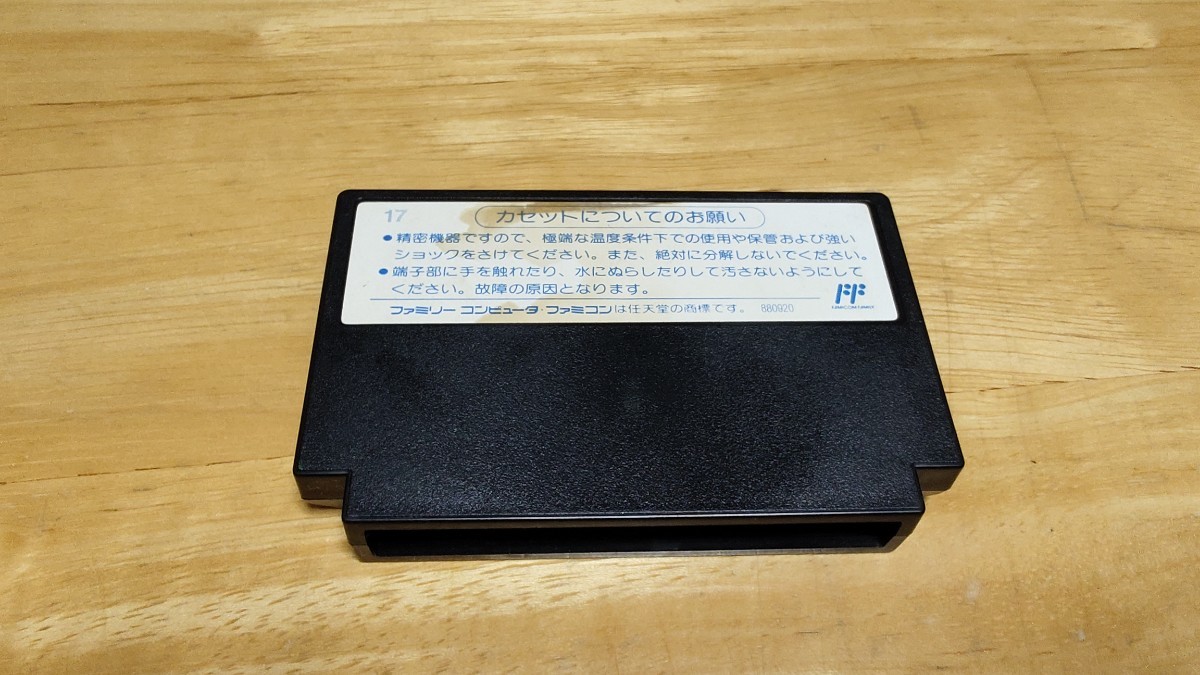 17
カセットについてのお願い
●精密機器ですので、極端な温度条件下での使用や保管および強い
ショックをさけてください。また、絶対に分解しないでください。
●端子部に手を触れたり、水にぬらしたりして汚さないようにして
ください。故障の原因となります。
FF
ファミリーコンピュータ・ファミコンは任天堂の商標です。 880920